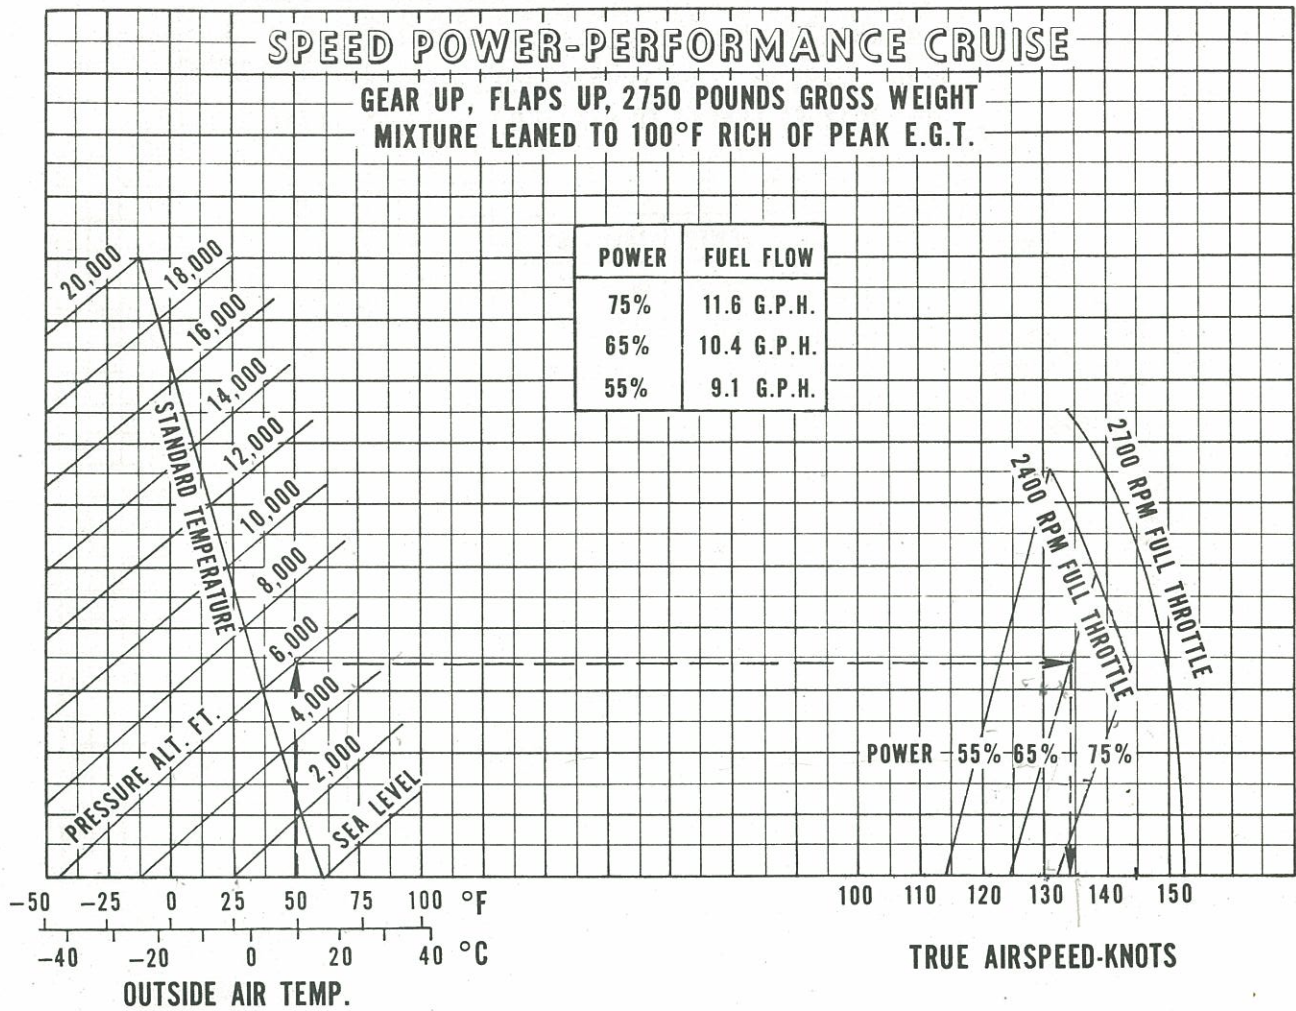 SPEED POWER-PERFORMANCE CRUISE
GEAR UP, FLAPS UP, 2750 POUNDS GROSS WEIGHT
MIXTURE LEANED TO 100°F RICH OF PEAK E.G.T.
POWER FUEL FLOW
75% 11.6 G.P.H.
65% 10.4 G.P.H.
55% 9.1 G.P.H.
20,000
18,000
16,000
14,000
12,000
10,000
8,000
6,000
4,000
2,000
SEA LEVEL
STANDARD TEMPERATURE
PRESSURE ALT. FT.
2400 RPM FULL THROTTLE
2700 RPM FULL THROTTLE
POWER 55% 65% 75%
-50 -25 0 25 50 75 100 °F
-40 -20 0 20 40 °C
OUTSIDE AIR TEMP.
100 110 120 130 140 150
TRUE AIRSPEED-KNOTS